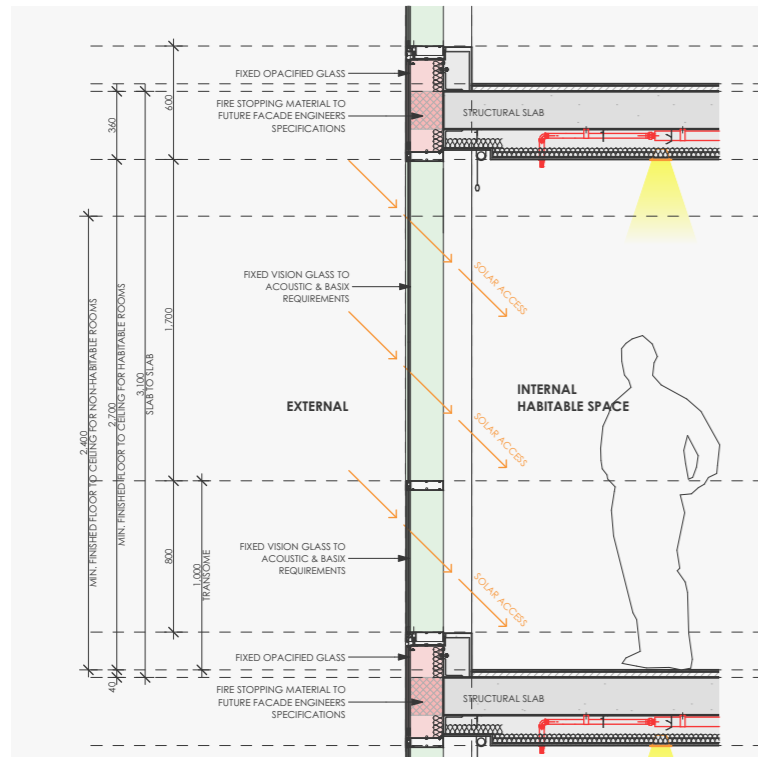 FIXED OPACIFIED GLASS
600
FIRE STOPPING MATERIAL TO
FUTURE FACADE ENGINEERS
SPECIFICATIONS
STRUCTURAL SLAB
360
SOLAR ACCESS
FIXED VISION GLASS TO
ACOUSTIC & BASIX
REQUIREMENTS
1,700
EXTERNAL
INTERNAL
HABITABLE SPACE
2,400
MIN. FINISHED FLOOR TO CEILING FOR NON-HABITABLE ROOMS
2,700
MIN. FINISHED FLOOR TO CEILING FOR HABITABLE ROOMS
3,100
SLAB TO SLAB
SOLAR ACCESS
FIXED VISION GLASS TO
ACOUSTIC & BASIX
REQUIREMENTS
800
1,000
TRANSOME
SOLAR ACCESS
FIXED OPACIFIED GLASS
40
FIRE STOPPING MATERIAL TO
FUTURE FACADE ENGINEERS
SPECIFICATIONS
STRUCTURAL SLAB